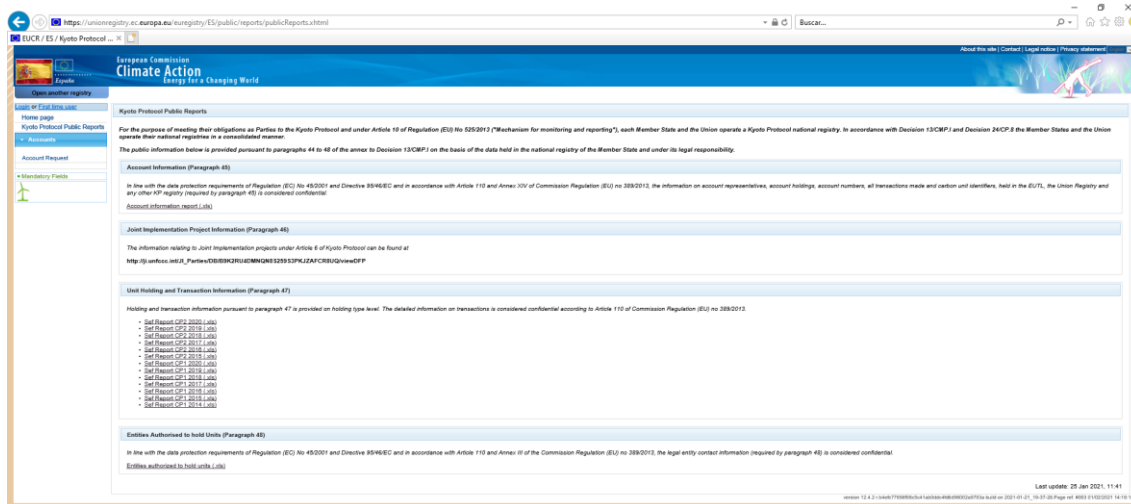 https://unionregistry.ec.europa.eu/euregistry/ES/public/reports/publicReports.xhtml
Buscar...
EUCR / ES / Kyoto Protocol ...
About this site | Contact | Legal notice | Privacy statement
European Commission
Climate Action
Energy for a Changing World
España
Open another registry
Login or First time user
Home page
Kyoto Protocol Public Reports
Accounts
Account Request
Mandatory Fields
Kyoto Protocol Public Reports
For the purpose of meeting their obligations as Parties to the Kyoto Protocol and under Article 10 of Regulation (EU) No 525/2013 ("Mechanism for monitoring and reporting"), each Member State and the Union operate a Kyoto Protocol national registry. In accordance with Decision 13/CMP.I and Decision 24/CP.8 the Member States and the Union
operate their national registries in a consolidated manner.
The public information below is provided pursuant to paragraphs 44 to 48 of the annex to Decision 13/CMP.I on the basis of the data held in the national registry of the Member State and under its legal responsibility.
Account Information (Paragraph 45)
In line with the data protection requirements of Regulation (EC) No 45/2001 and Directive 95/46/EC and in accordance with Article 110 and Annex XIV of Commission Regulation (EU) no 389/2013, the information on account representatives, account holdings, account numbers, all transactions made and carbon unit identifiers, held in the EUTL, the Union Registry and
any other KP registry (required by paragraph 45) is considered confidential.
Account information report (.xls)
Joint Implementation Project Information (Paragraph 46)
The information relating to Joint Implementation projects under Article 6 of Kyoto Protocol can be found at
Unit Holding and Transaction Information (Paragraph 47)
Holding and transaction information pursuant to paragraph 47 is provided on holding type level. The detailed information on transactions is considered confidential according to Article 110 of Commission Regulation (EU) no 389/2013.
Sef Report CP2 2020 (.xls)
Sef Report CP2 2019 (.xls)
Sef Report CP2 2018 (.xls)
Sef Report CP2 2017 (.xls)
Sef Report CP2 2016 (.xls)
Sef Report CP2 2015 (.xls)
Sef Report CP1 2020 (.xls)
Sef Report CP1 2019 (.xls)
Sef Report CP1 2018 (.xls)
Sef Report CP1 2017 (.xls)
Sef Report CP1 2016 (.xls)
Sef Report CP1 2015 (.xls)
Sef Report CP1 2014 (.xls)
Entities Authorised to hold Units (Paragraph 48)
In line with the data protection requirements of Regulation (EC) No 45/2001 and Directive 95/46/EC and in accordance with Article 110 and Annex III of the Commission Regulation (EU) no 389/2013, the legal entity contact information (required by paragraph 48) is considered confidential.
Entities authorized to hold units (.xls)
Last update: 25 Jan 2021, 11:41